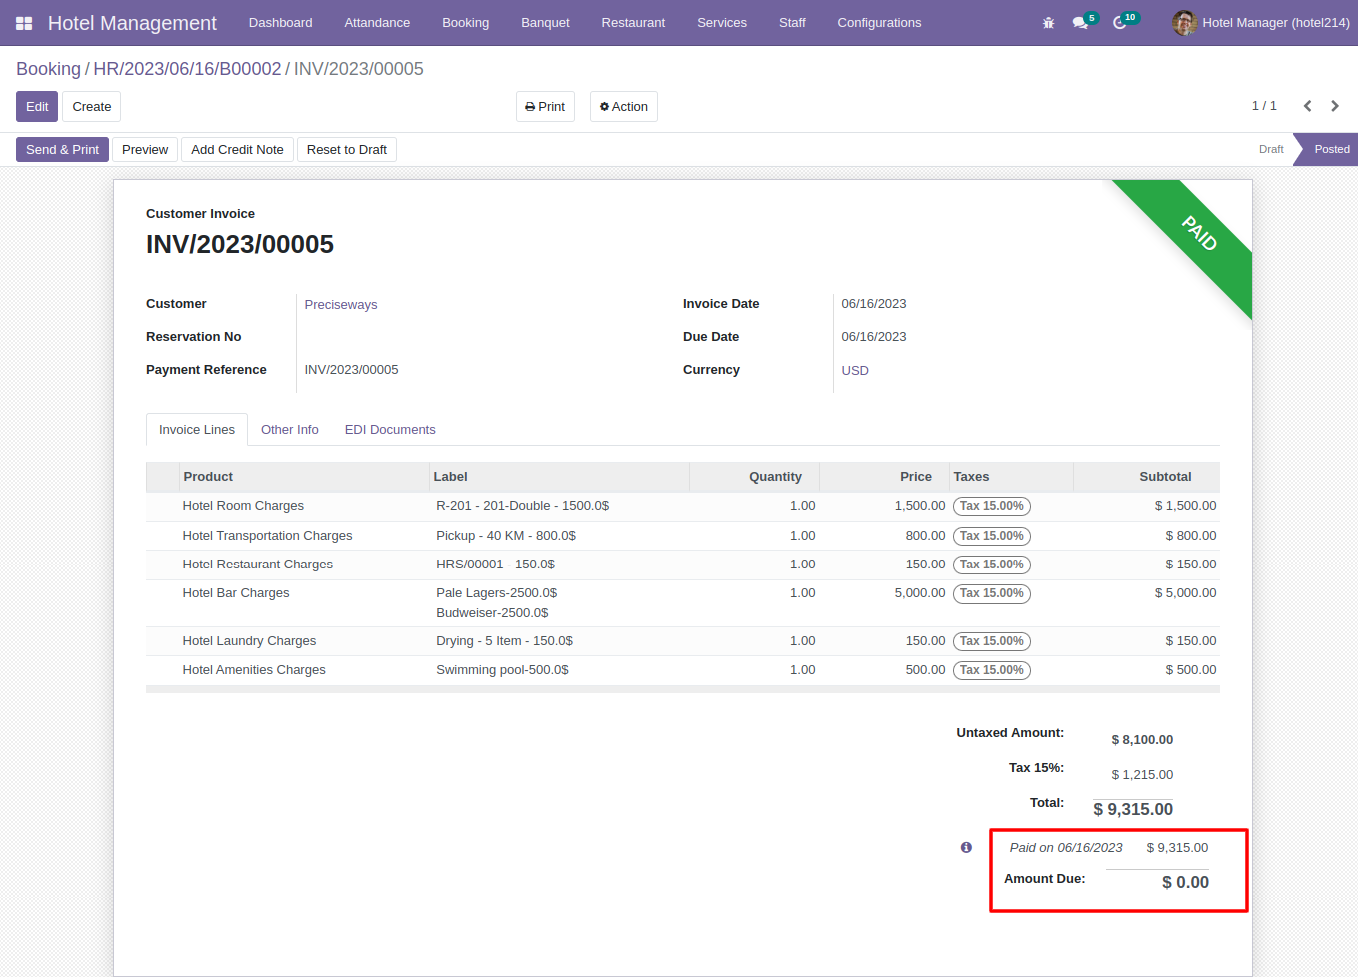 Hotel Management Dashboard Attendance Booking Banquet Restaurant Services Staff Configurations 5 10 Hotel Manager (hotel214)
Booking / HR/2023/06/16/B00002 / INV/2023/00005
Edit Create Print Action 1 / 1
Send & Print Preview Add Credit Note Reset to Draft Draft Posted
PAID
Customer Invoice
INV/2023/00005
Customer Preciseways Invoice Date 06/16/2023
Reservation No Due Date 06/16/2023
Payment Reference INV/2023/00005 Currency USD
Invoice Lines Other Info EDI Documents
Product Label Quantity Price Taxes Subtotal
Hotel Room Charges R-201 - 201-Double - 1500.0$ 1.00 1,500.00 Tax 15.00% $ 1,500.00
Hotel Transportation Charges Pickup - 40 KM - 800.0$ 1.00 800.00 Tax 15.00% $ 800.00
Hotel Restaurant Charges HRS/00001 - 150.0$ 1.00 150.00 Tax 15.00% $ 150.00
Hotel Bar Charges Pale Lagers-2500.0$ 1.00 5,000.00 Tax 15.00% $ 5,000.00
Budweiser-2500.0$
Hotel Laundry Charges Drying - 5 Item - 150.0$ 1.00 150.00 Tax 15.00% $ 150.00
Hotel Amenities Charges Swimming pool-500.0$ 1.00 500.00 Tax 15.00% $ 500.00
Untaxed Amount: $ 8,100.00
Tax 15%: $ 1,215.00
Total: $ 9,315.00
Paid on 06/16/2023 $ 9,315.00
Amount Due: $ 0.00